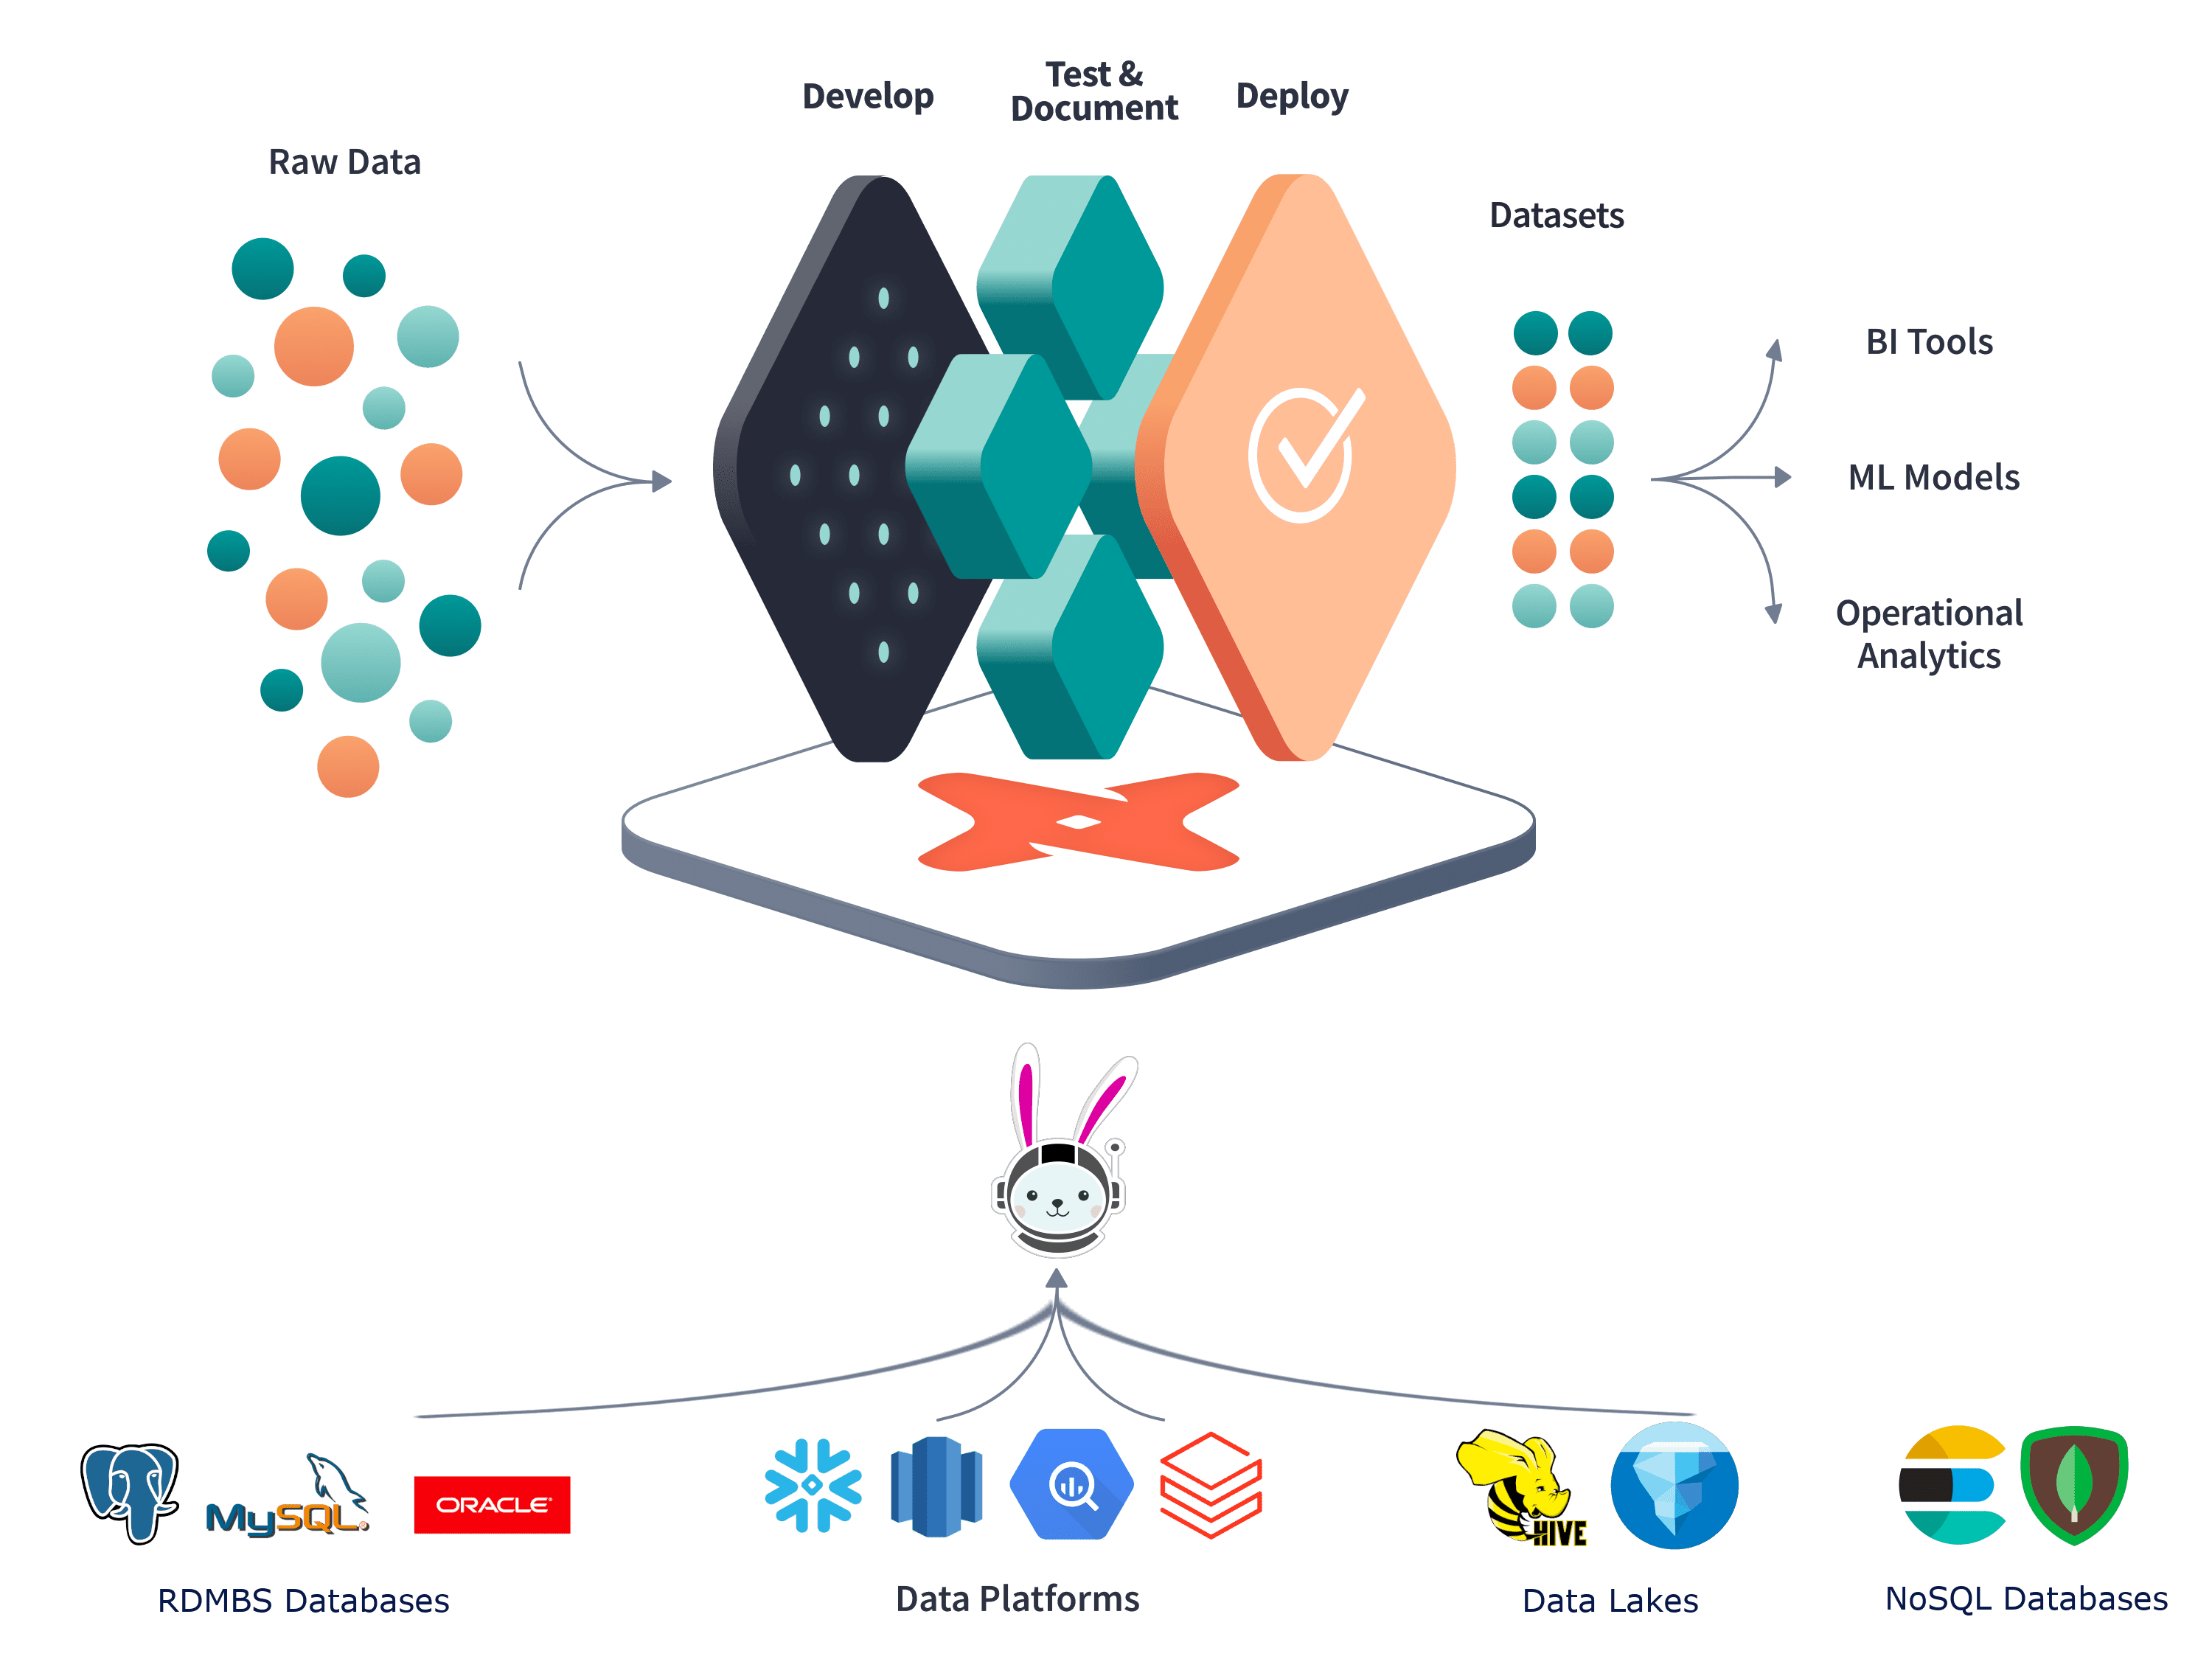 Test &
Develop
Document
Deploy
Raw Data
Datasets
BI Tools
ML Models
Operational
Analytics
MySQL
ORACLE
HIVE
RDMBS Databases
Data Platforms
Data Lakes
NoSQL Databases